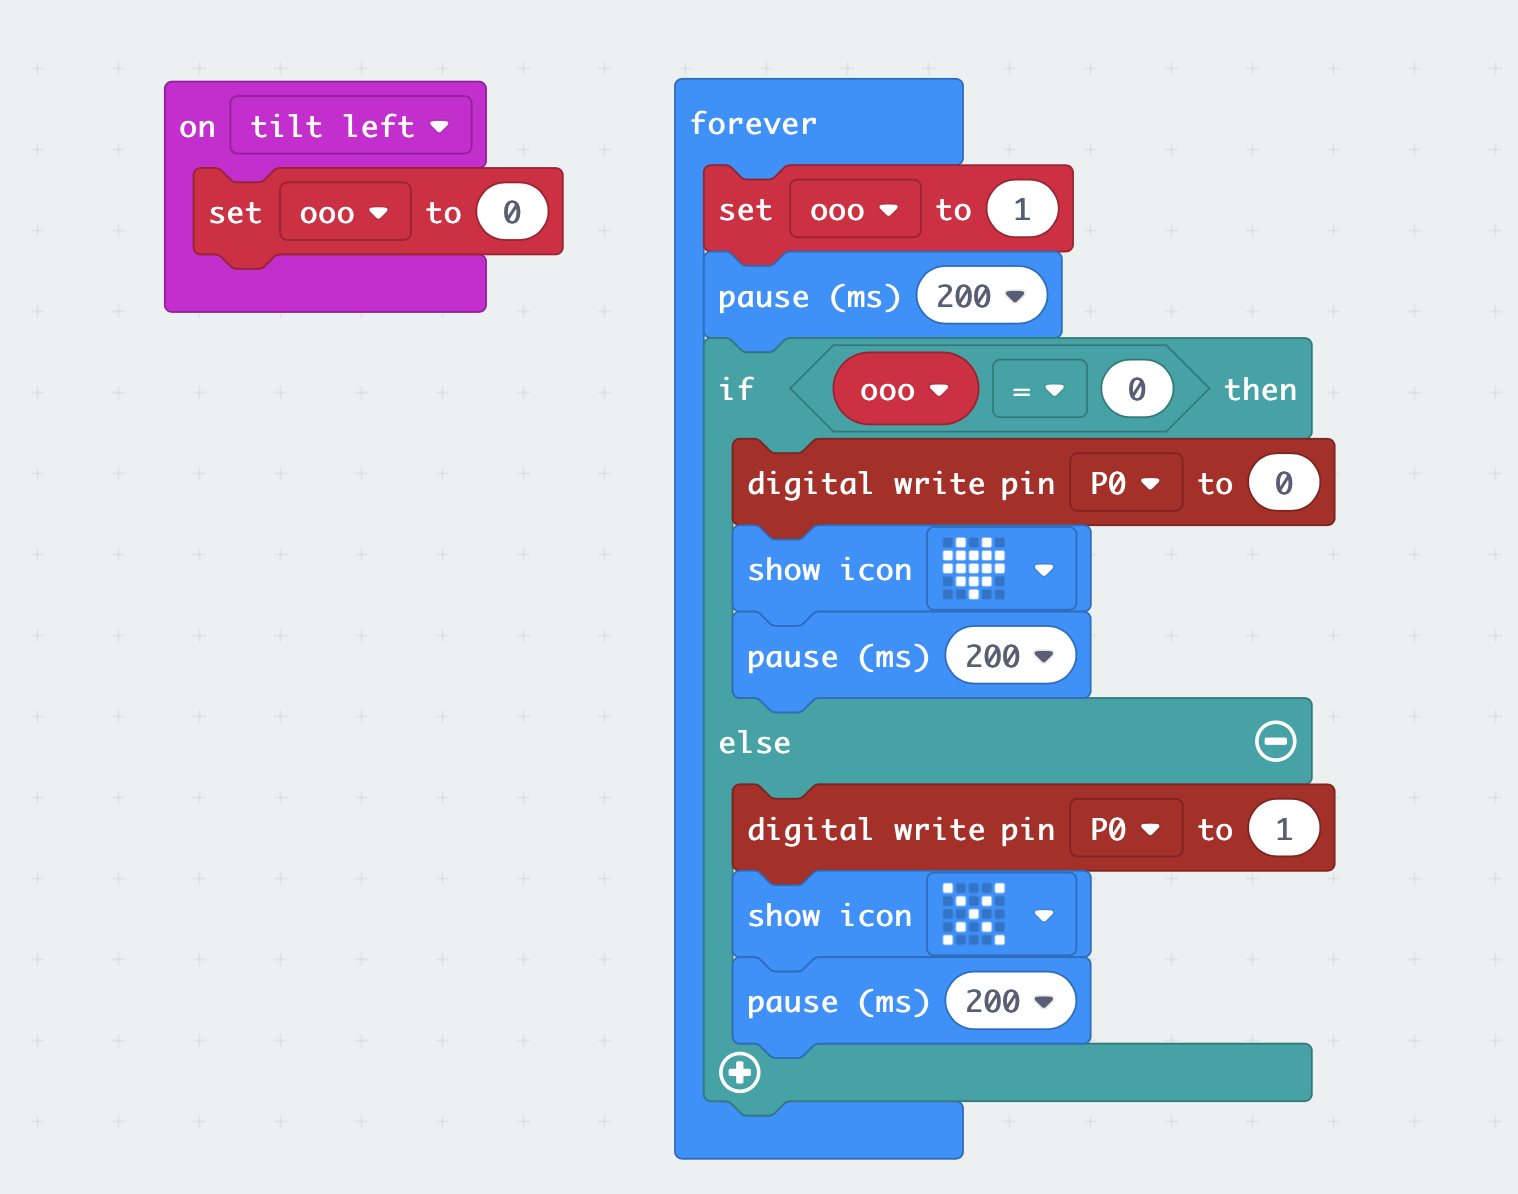 on tilt left
set ooo to 0
forever
set ooo to 1
pause (ms) 200
if ooo = 0 then
digital write pin P0 to 0
show icon
pause (ms) 200
else
digital write pin P0 to 1
show icon
pause (ms) 200